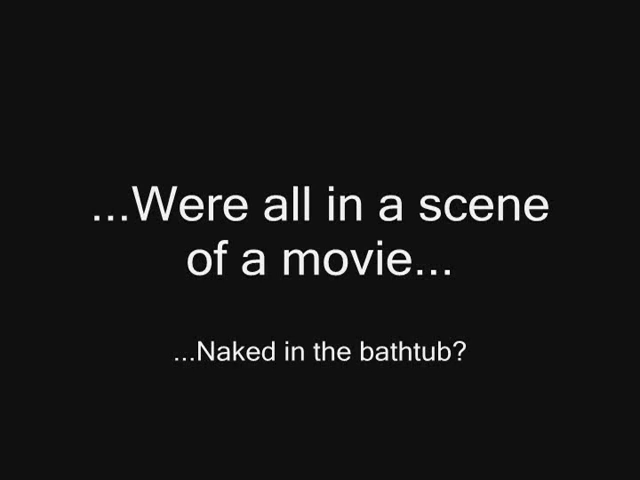 ...Were all in a scene
of a movie...
...Naked in the bathtub?